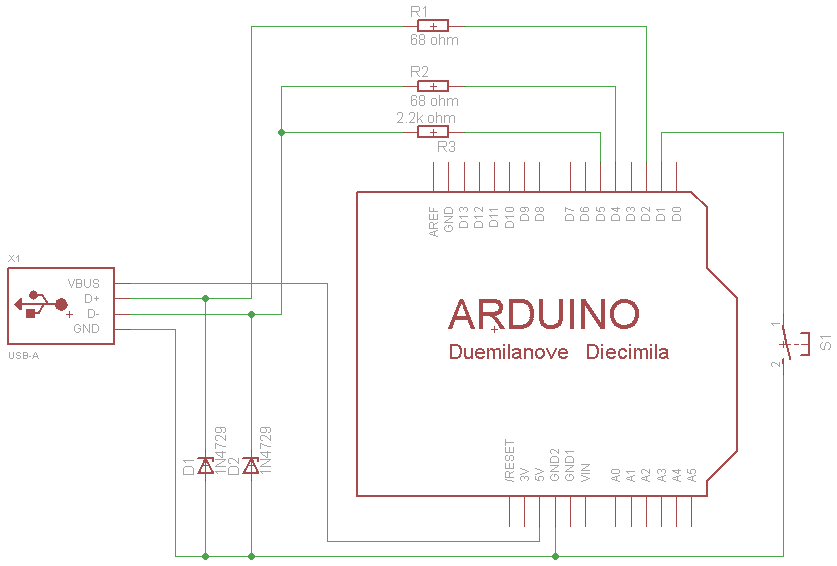 R1
68 ohm
R2
68 ohm
2.2k ohm
R3
AREF
GND
D13
D12
D11
D10
D9
D8
D7
D6
D5
D4
D3
D2
D1
D0
X1
VBUS
D+
D-
GND
USB-A
ARDUINO
Duemilanove Diecimila
1
2
S1
D1
1N4729
D2
1N4729
/RESET
3V
5V
GND2
GND1
VIN
A0
A1
A2
A3
A4
A5